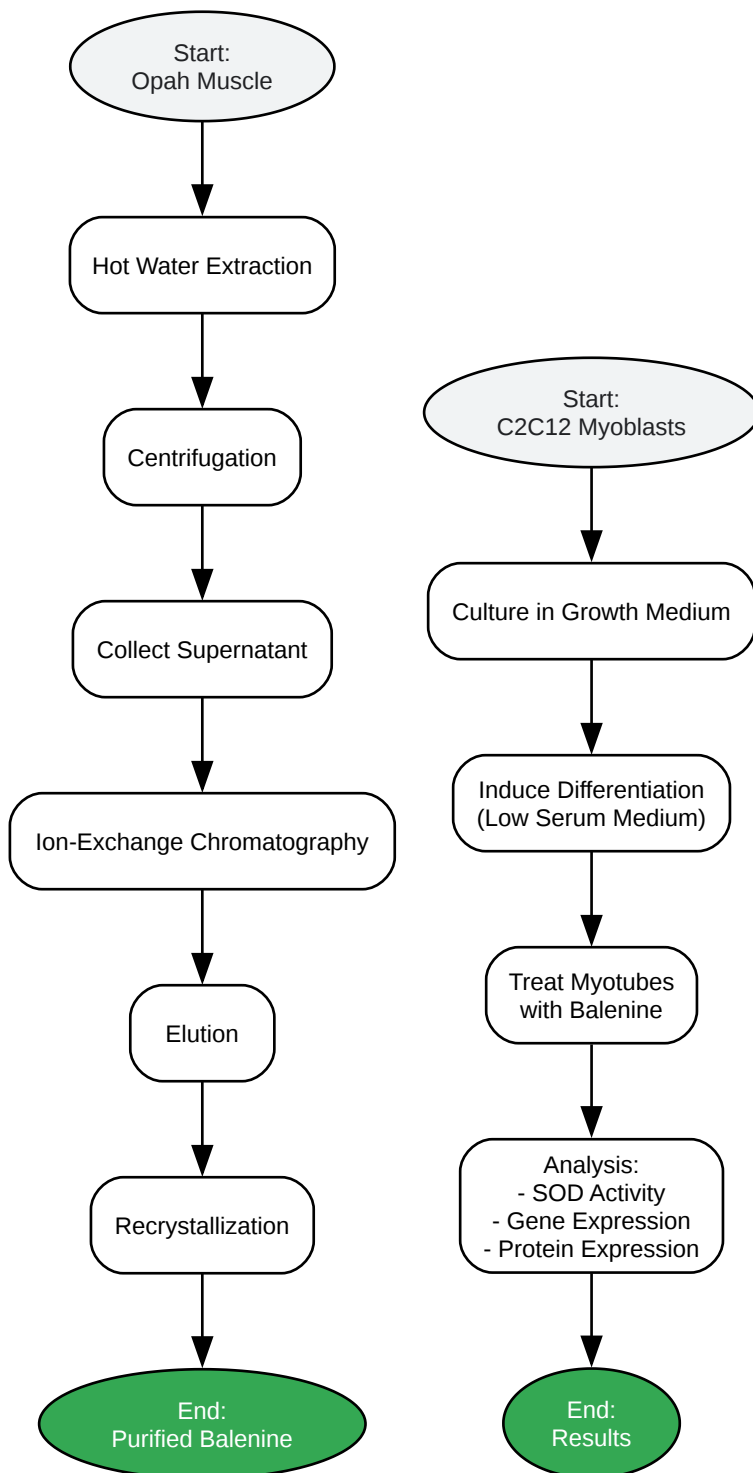 Start:
Opah Muscle
Hot Water Extraction
Centrifugation
Collect Supernatant
Ion-Exchange Chromatography
Elution
Recrystallization
End:
Purified Balenine
Start:
C2C12 Myoblasts
Culture in Growth Medium
Induce Differentiation
(Low Serum Medium)
Treat Myotubes
with Balenine
Analysis:
- SOD Activity
- Gene Expression
- Protein Expression
End:
Results